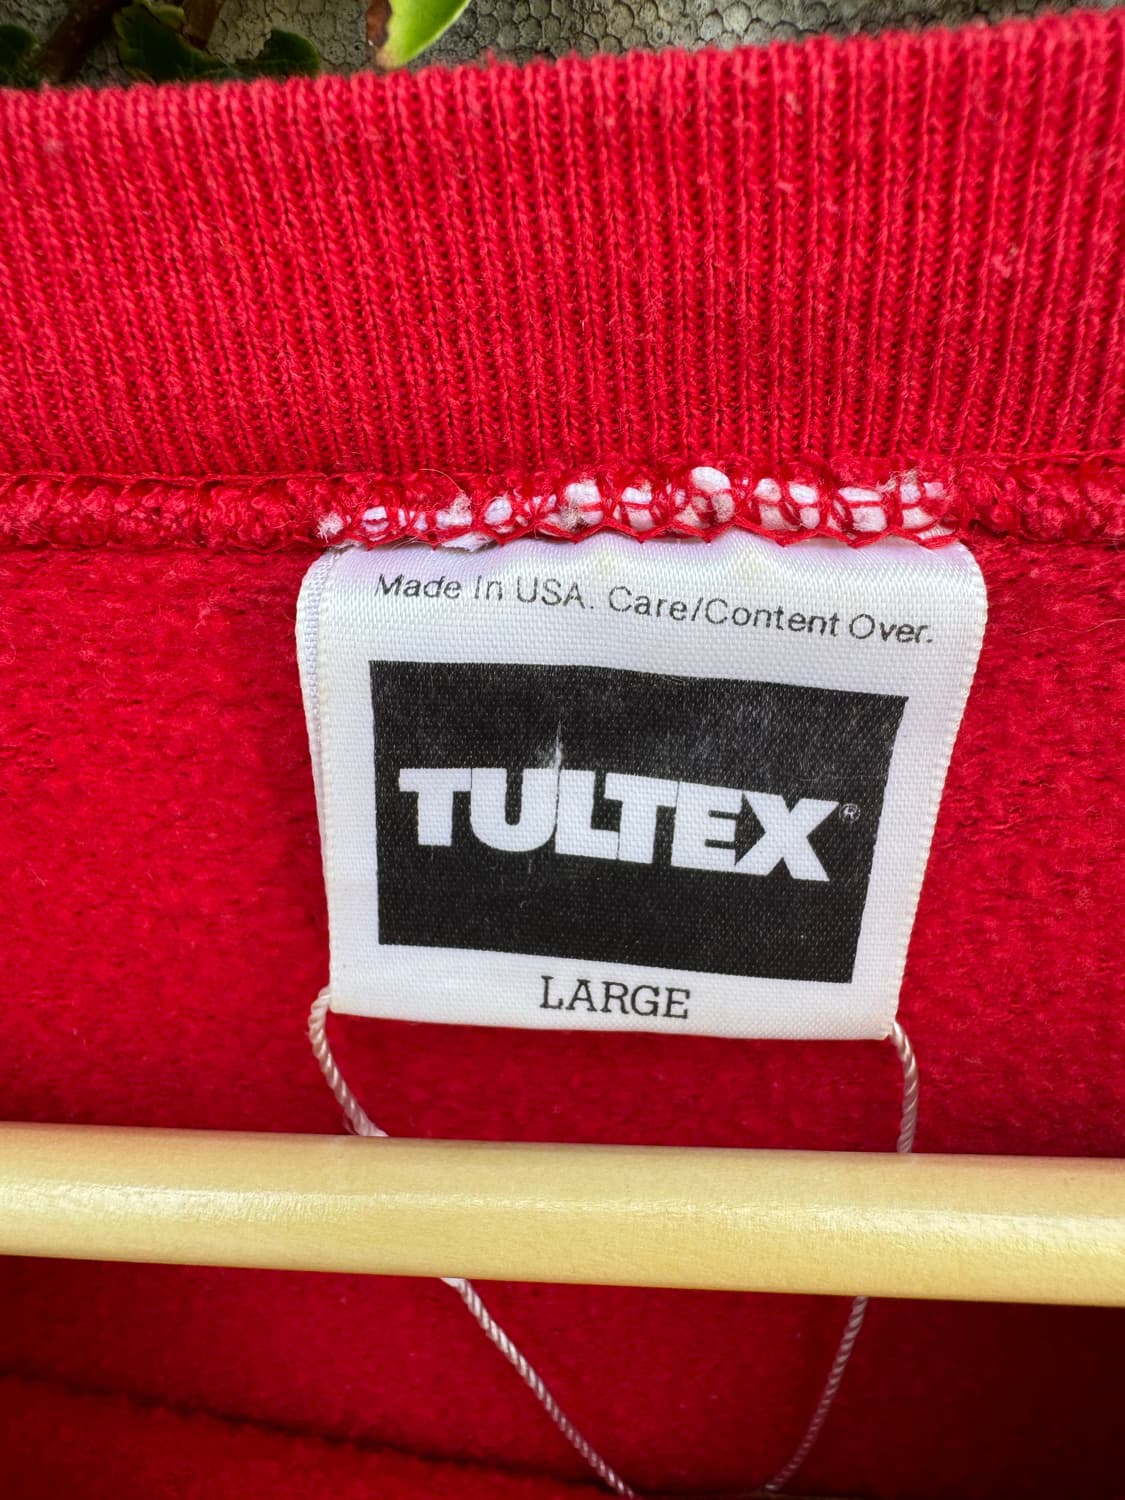 Made In USA. Care/Content Over.
TULTEX®
LARGE